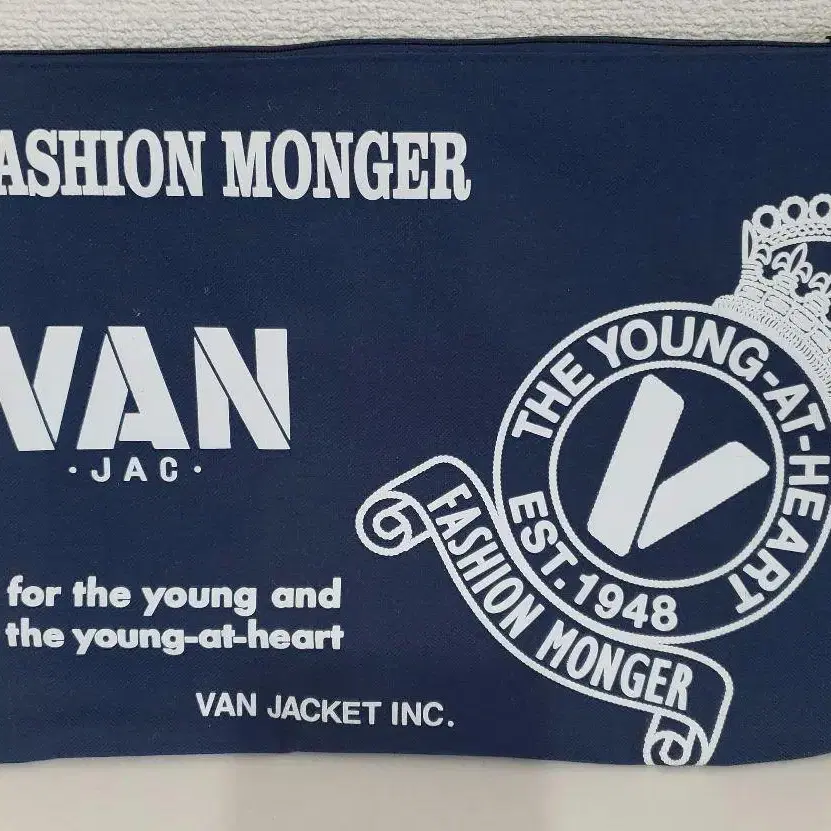 ASHION MONGER
VAN
·JAC·
for the young and
the young-at-heart
VAN JACKET INC.
THE YOUNG-AT-HEART
EST.1948
V
FASHION MONGER